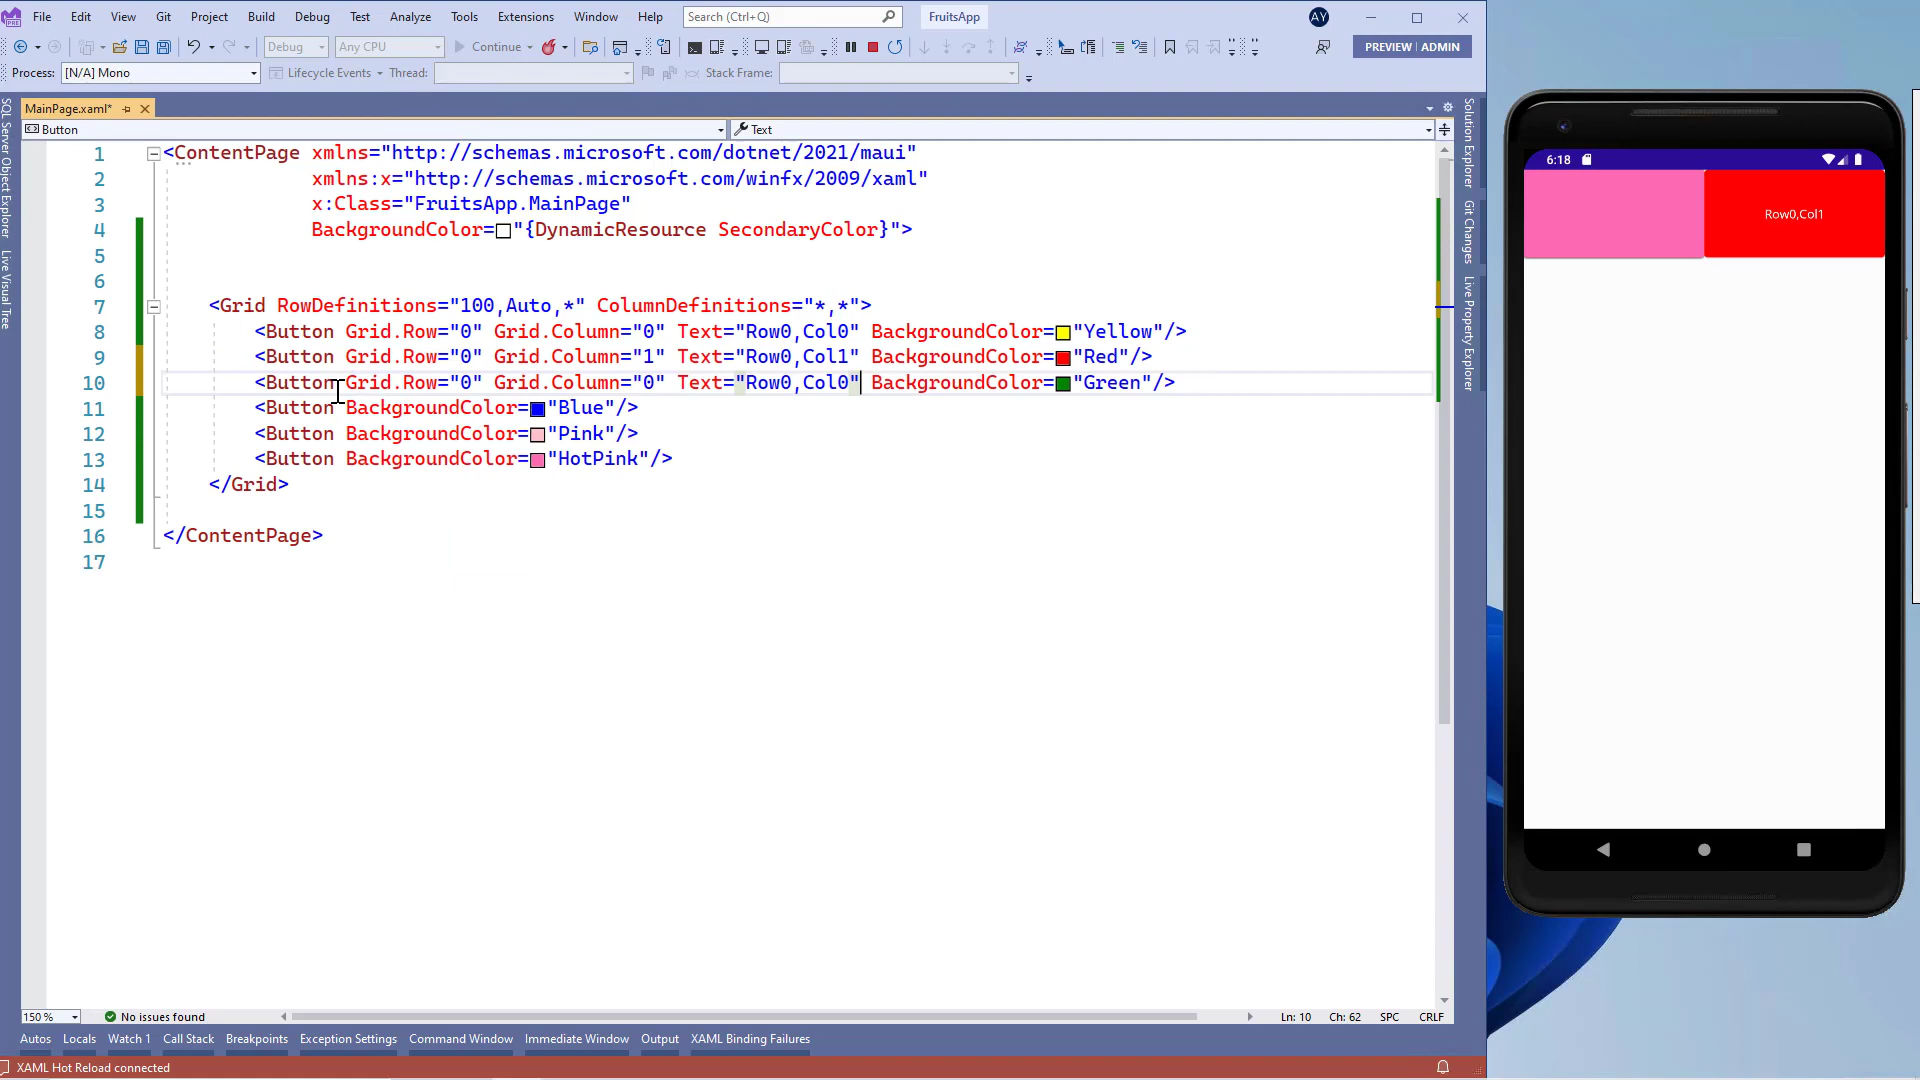 File Edit View Git Project Build Debug Test Analyze Tools Extensions Window Help Search (Ctrl+Q) FruitsApp AY
Debug Any CPU Continue PREVIEW | ADMIN
Process: [N/A] Mono Lifecycle Events Thread: Stack Frame:
MainPage.xaml*
Button Text
1 <ContentPage xmlns="http://schemas.microsoft.com/dotnet/2021/maui"
2 xmlns:x="http://schemas.microsoft.com/winfx/2009/xaml"
3 x:Class="FruitsApp.MainPage"
4 BackgroundColor="{DynamicResource SecondaryColor}">
5
6
7 <Grid RowDefinitions="100,Auto,*" ColumnDefinitions="*,*">
8 <Button Grid.Row="0" Grid.Column="0" Text="Row0,Col0" BackgroundColor="Yellow"/>
9 <Button Grid.Row="0" Grid.Column="1" Text="Row0,Col1" BackgroundColor="Red"/>
10 <Button Grid.Row="0" Grid.Column="0" Text="Row0,Col0" BackgroundColor="Green"/>
11 <Button BackgroundColor="Blue"/>
12 <Button BackgroundColor="Pink"/>
13 <Button BackgroundColor="HotPink"/>
14 </Grid>
15
16 </ContentPage>
17
150 % No issues found Ln: 10 Ch: 62 SPC CRLF
Autos Locals Watch 1 Call Stack Breakpoints Exception Settings Command Window Immediate Window Output XAML Binding Failures
XAML Hot Reload connected
SQL Server Object Explorer
Live Visual Tree
Solution Explorer
Git Changes
Live Property Explorer
6:18
Row0,Col1